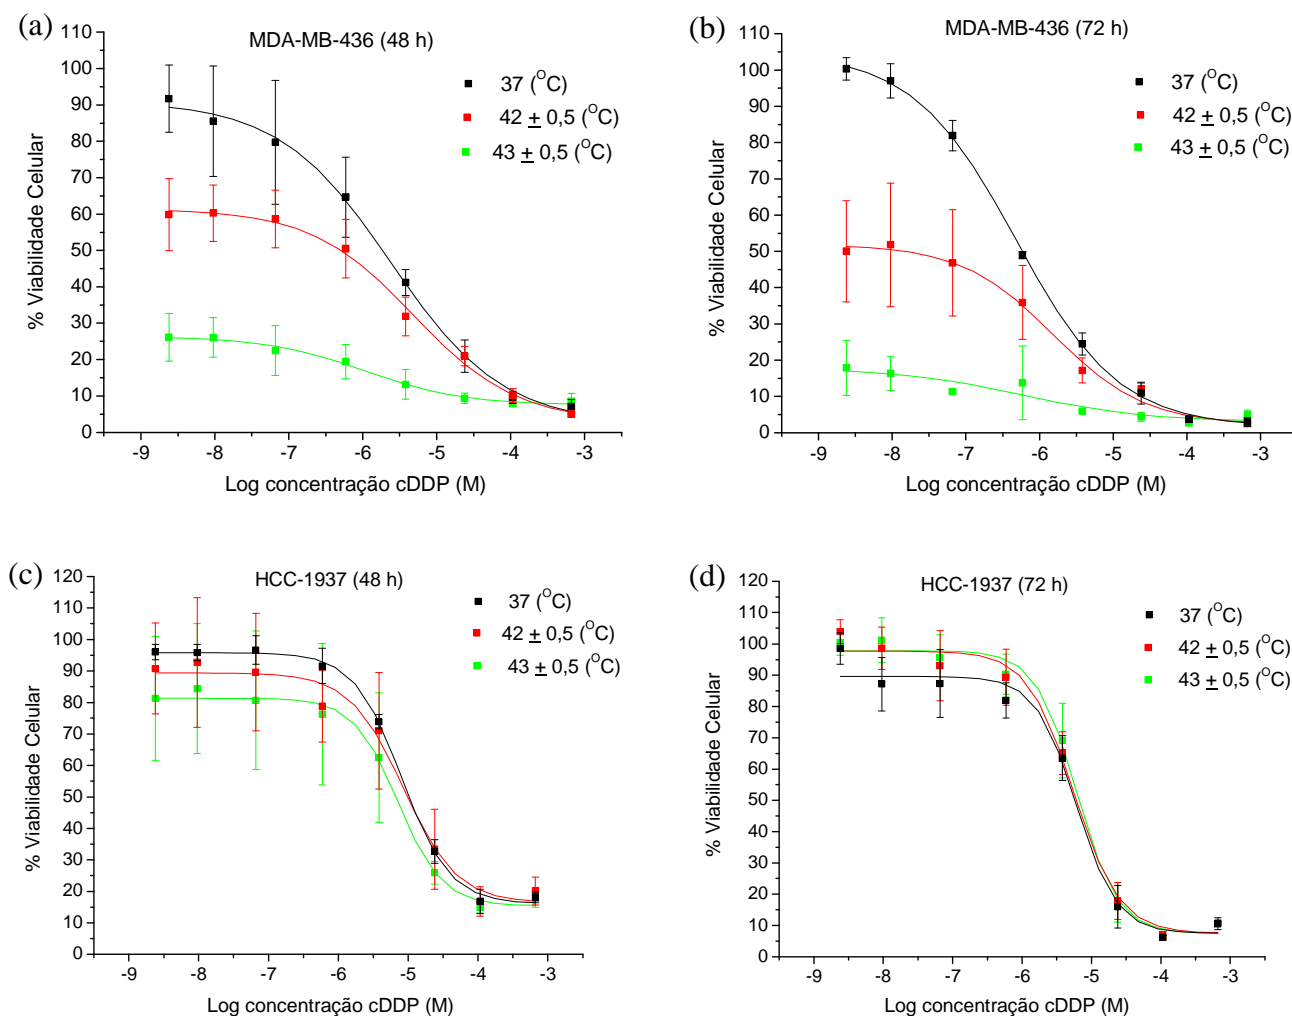 (a)
MDA-MB-436 (48 h)
37 (°C)
42 ± 0,5 (°C)
43 ± 0,5 (°C)
% Viabilidade Celular
110
100
90
80
70
60
50
40
30
20
10
0
-9 -8 -7 -6 -5 -4 -3
Log concentração cDDP (M)
(b)
MDA-MB-436 (72 h)
37 (°C)
42 ± 0,5 (°C)
43 ± 0,5 (°C)
% Viabilidade Celular
110
100
90
80
70
60
50
40
30
20
10
0
-9 -8 -7 -6 -5 -4 -3
Log concentração cDDP (M)
(c)
HCC-1937 (48 h)
37 (°C)
42 ± 0,5 (°C)
43 ± 0,5 (°C)
% Viabilidade Celular
120
110
100
90
80
70
60
50
40
30
20
10
0
-9 -8 -7 -6 -5 -4 -3
Log concentração cDDP (M)
(d)
HCC-1937 (72 h)
37 (°C)
42 ± 0,5 (°C)
43 ± 0,5 (°C)
% Viabilidade Celular
120
110
100
90
80
70
60
50
40
30
20
10
0
-9 -8 -7 -6 -5 -4 -3
Log concentração cDDP (M)